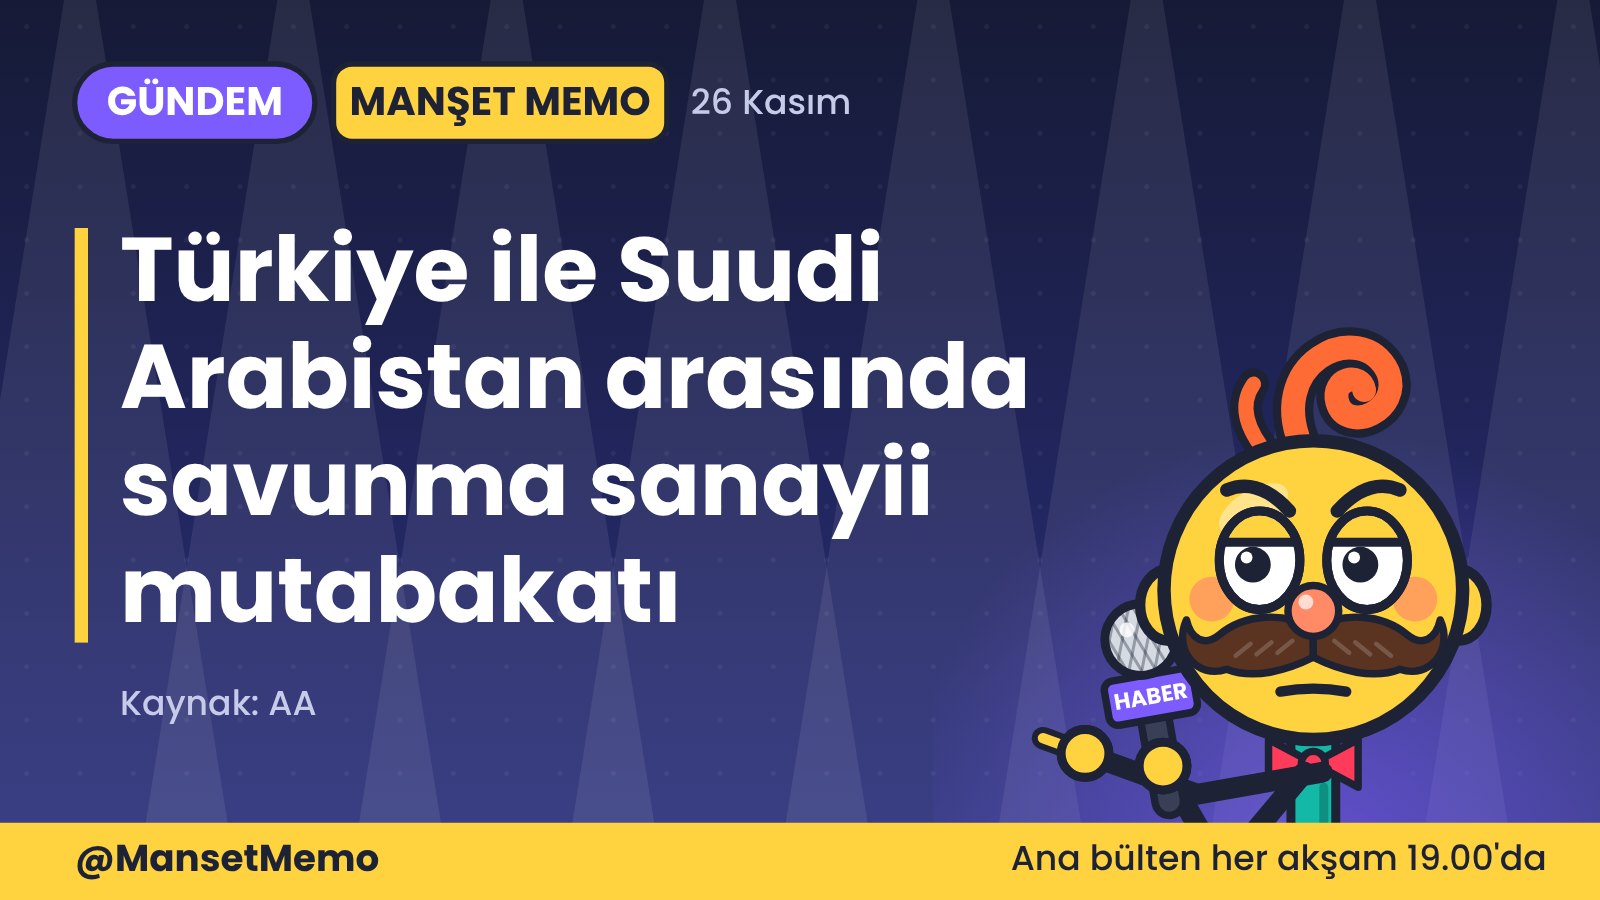 GÜNDEM MANŞET MEMO 26 Kasım
Türkiye ile Suudi
Arabistan arasında
savunma sanayii
mutabakatı
Kaynak: AA
HABER
@MansetMemo Ana bülten her akşam 19.00'da